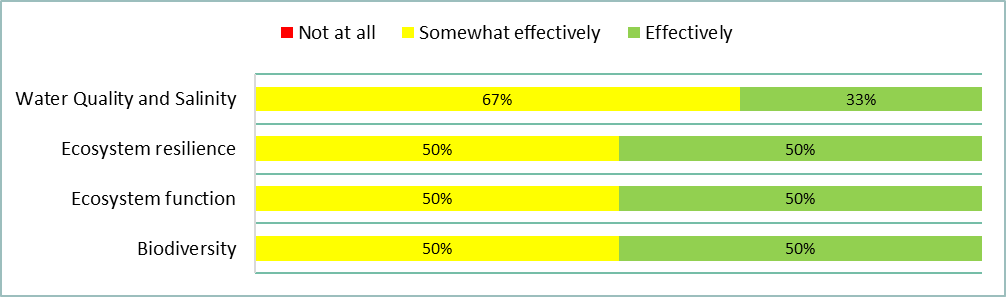 Not at all Somewhat effectively Effectively
Water Quality and Salinity 67% 33%
Ecosystem resilience 50% 50%
Ecosystem function 50% 50%
Biodiversity 50% 50%